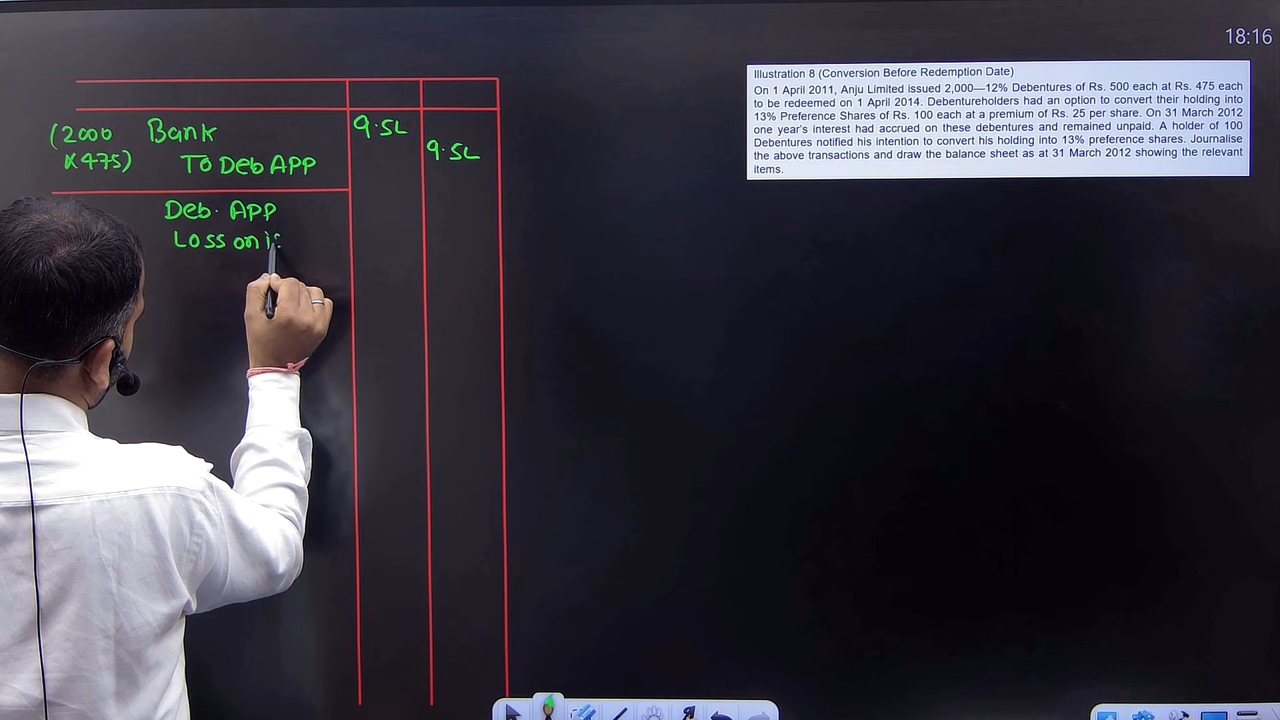 18:16
Illustration 8 (Conversion Before Redemption Date)
On 1 April 2011, Anju Limited issued 2,000—12% Debentures of Rs. 500 each at Rs. 475 each
to be redeemed on 1 April 2014. Debentureholders had an option to convert their holding into
13% Preference Shares of Rs. 100 each at a premium of Rs. 25 per share. On 31 March 2012
one year's interest had accrued on these debentures and remained unpaid. A holder of 100
Debentures notified his intention to convert his holding into 13% preference shares. Journalise
the above transactions and draw the balance sheet as at 31 March 2012 showing the relevant
items.
(2000 Bank 9.5L
x475) To Deb APP 9.5L
Deb. APP
Loss on is